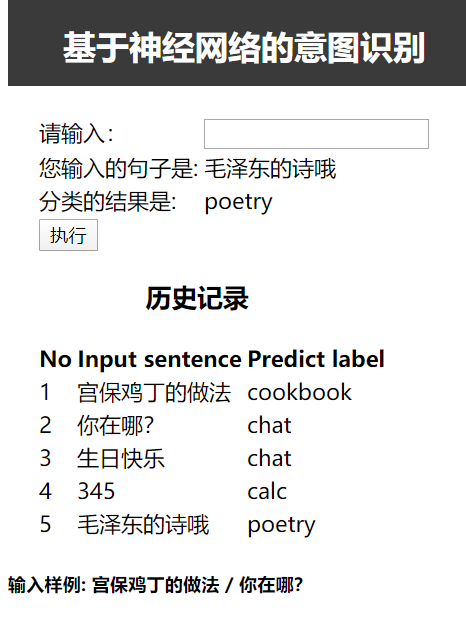 基于神经网络的意图识别
请输入：
您输入的句子是: 毛泽东的诗哦
分类的结果是: poetry
执行
历史记录
No Input sentence Predict label
1 宫保鸡丁的做法 cookbook
2 你在哪？ chat
3 生日快乐 chat
4 345 calc
5 毛泽东的诗哦 poetry
输入样例: 宫保鸡丁的做法 / 你在哪？